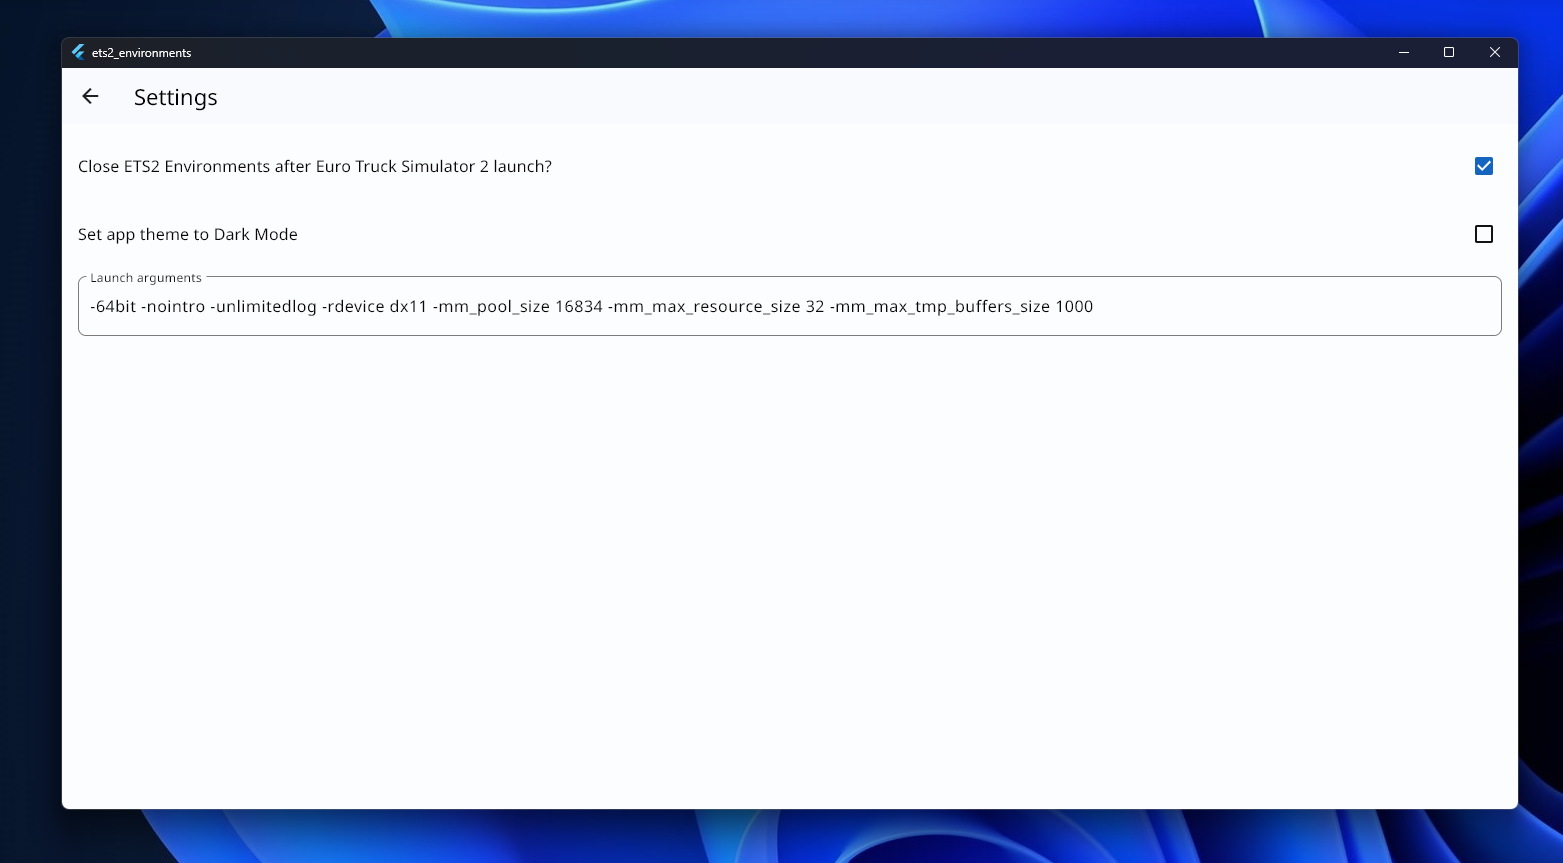 ets2_environments
Settings
Close ETS2 Environments after Euro Truck Simulator 2 launch?
Set app theme to Dark Mode
Launch arguments
-64bit -nointro -unlimitedlog -rdevice dx11 -mm_pool_size 16834 -mm_max_resource_size 32 -mm_max_tmp_buffers_size 1000